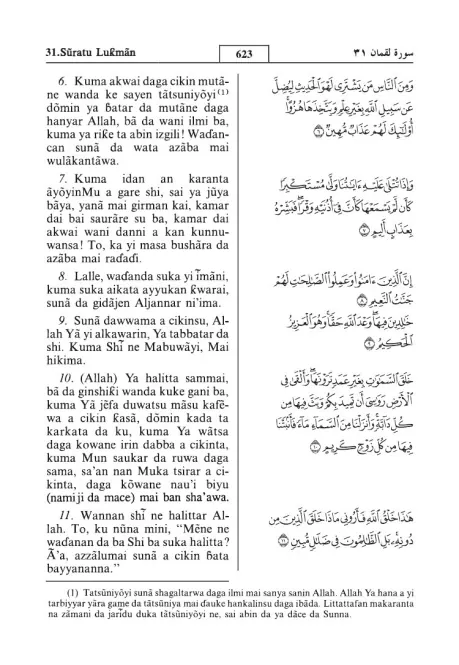 31.Sūratu Luƙmān
623
سورة لقمان ٣١
6. Kuma akwai daga cikin mutā-
ne wanda ke sayen tātsuniyōyi⁽¹⁾
dōmin ya ɓatar da mutāne daga
hanyar Allah, bā da wani ilmi ba,
kuma ya riƙe ta abin izgili! Waɗan-
can sunā da wata azāba mai
wulākantāwa.
7. Kuma idan an karanta
āyōyinMu a gare shi, sai ya jūya
bāya, yanā mai girman kai, kamar
dai bai saurāre su ba, kamar dai
akwai wani danni a kan kunnu-
wansa! To, ka yi masa bushāra da
azāba mai raɗaɗi.
8. Lalle, waɗanda suka yi īmāni,
kuma suka aikata ayyukan ƙwarai,
sunā da gidājen Aljannar ni'ima.
9. Sunā dawwama a cikinsu, Al-
lah Yā yi alkawarin, Ya tabbatar da
shi. Kuma Shī ne Mabuwāyi, Mai
hikima.
10. (Allah) Ya halitta sammai,
bā da ginshiƙi wanda kuke gani ba,
kuma Yā jēfa duwatsu māsu kafē-
wa a cikin ƙasā, dōmin kada ta
karkata da ku, kuma Ya wātsa
daga kowane irin dabba a cikinta,
kuma Mun saukar da ruwa daga
sama, sa'an nan Muka tsirar a ci-
kinta, daga kōwane nau'i biyu
(namiji da mace) mai ban sha'awa.
11. Wannan shī ne halittar Al-
lah. To, ku nūna mini, "Mēne ne
waɗanan da ba Shi ba suka halitta?
Ā'a, azzālumai sunā a cikin ɓata
bayyananna."
وَمِنَ النَّاسِ مَن يَشْتَرِي لَهْوَ الْحَدِيثِ لِيُضِلَّ
عَن سَبِيلِ اللَّهِ بِغَيْرِ عِلْمٍ وَيَتَّخِذَهَا هُزُوًا
أُولَٰئِكَ لَهُمْ عَذَابٌ مُّهِينٌ ٦
وَإِذَا تُتْلَىٰ عَلَيْهِ ءَايَٰتُنَا وَلَّىٰ مُسْتَكْبِرًا
كَأَن لَّمْ يَسْمَعْهَا كَأَنَّ فِي أُذُنَيْهِ وَقْرًا فَبَشِّرْهُ
بِعَذَابٍ أَلِيمٍ ٧
إِنَّ الَّذِينَ ءَامَنُوا وَعَمِلُوا الصَّٰلِحَٰتِ لَهُمْ
جَنَّٰتُ النَّعِيمِ ٨
خَٰلِدِينَ فِيهَا وَعْدَ اللَّهِ حَقًّا وَهُوَ الْعَزِيزُ
الْحَكِيمُ ٩
خَلَقَ السَّمَٰوَٰتِ بِغَيْرِ عَمَدٍ تَرَوْنَهَا وَأَلْقَىٰ فِي
الْأَرْضِ رَوَٰسِيَ أَن تَمِيدَ بِكُمْ وَبَثَّ فِيهَا مِن
كُلِّ دَابَّةٍ وَأَنزَلْنَا مِنَ السَّمَاءِ مَاءً فَأَنبَتْنَا
فِيهَا مِن كُلِّ زَوْجٍ كَرِيمٍ ١٠
هَٰذَا خَلْقُ اللَّهِ فَأَرُونِي مَاذَا خَلَقَ الَّذِينَ مِن
دُونِهِ بَلِ الظَّٰلِمُونَ فِي ضَلَٰلٍ مُّبِينٍ ١١
(1) Tatsūniyōyi sunā shagaltarwa daga ilmi mai sanya sanin Allah. Allah Ya hana a yi
tarbiyyar yāra game da tātsūniya mai ɗauke hankalinsu daga ibāda. Littattafan makaranta
na zāmani da jarīdu duka tātsūniyōyi ne, sai abin da ya dāce da Sunna.